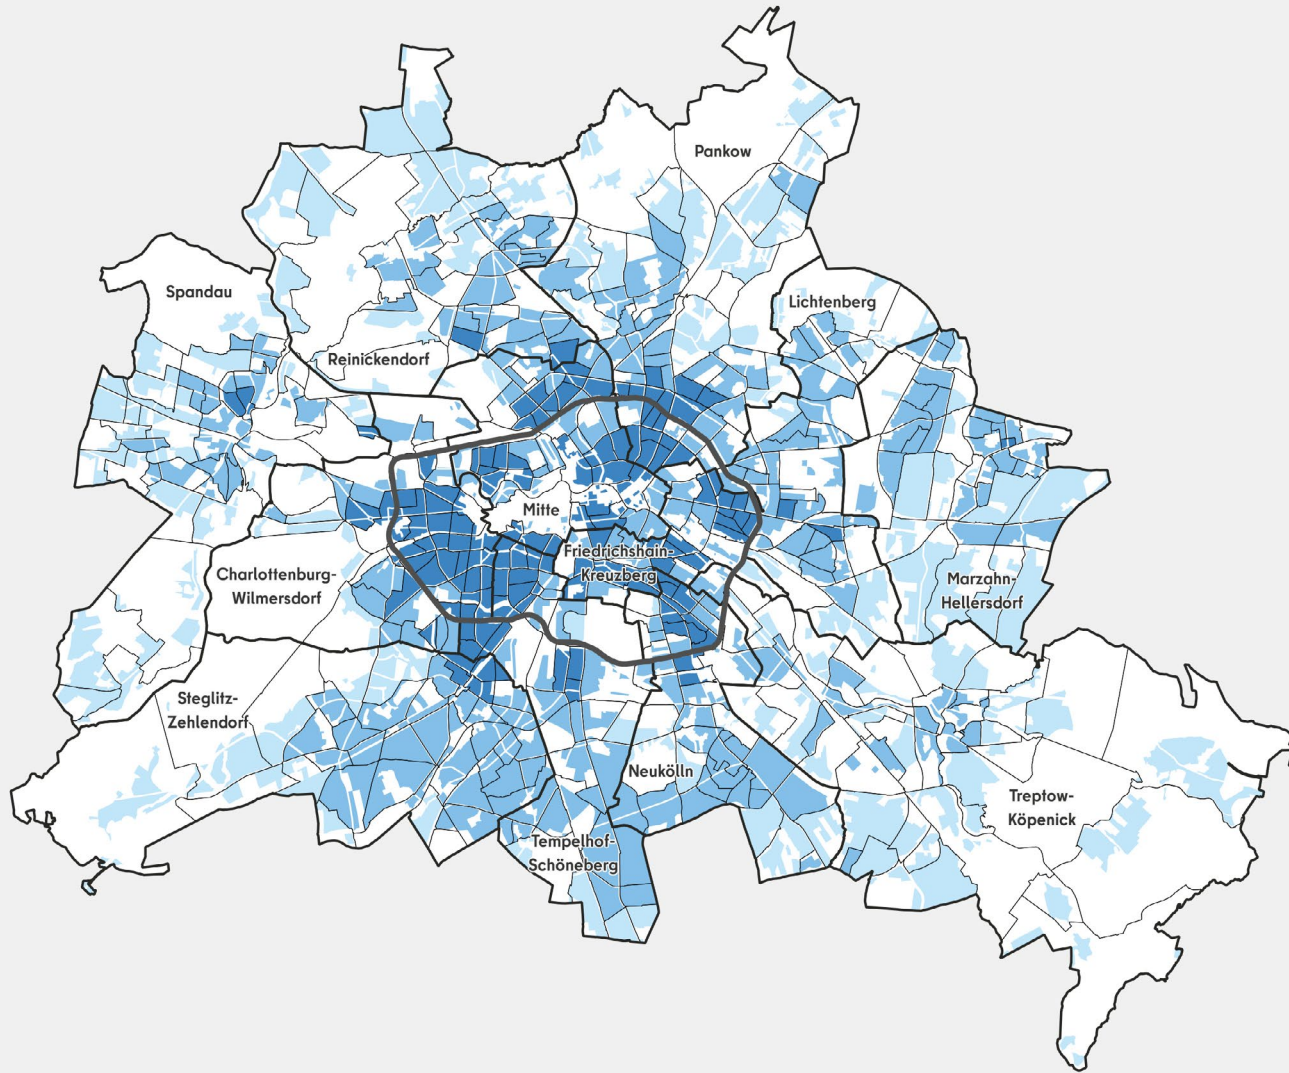 Pankow
Spandau
Lichtenberg
Reinickendorf
Mitte
Friedrichshain-
Kreuzberg
Charlottenburg-
Wilmersdorf
Marzahn-
Hellersdorf
Steglitz-
Zehlendorf
Neukölln
Treptow-
Köpenick
Tempelhof-
Schöneberg